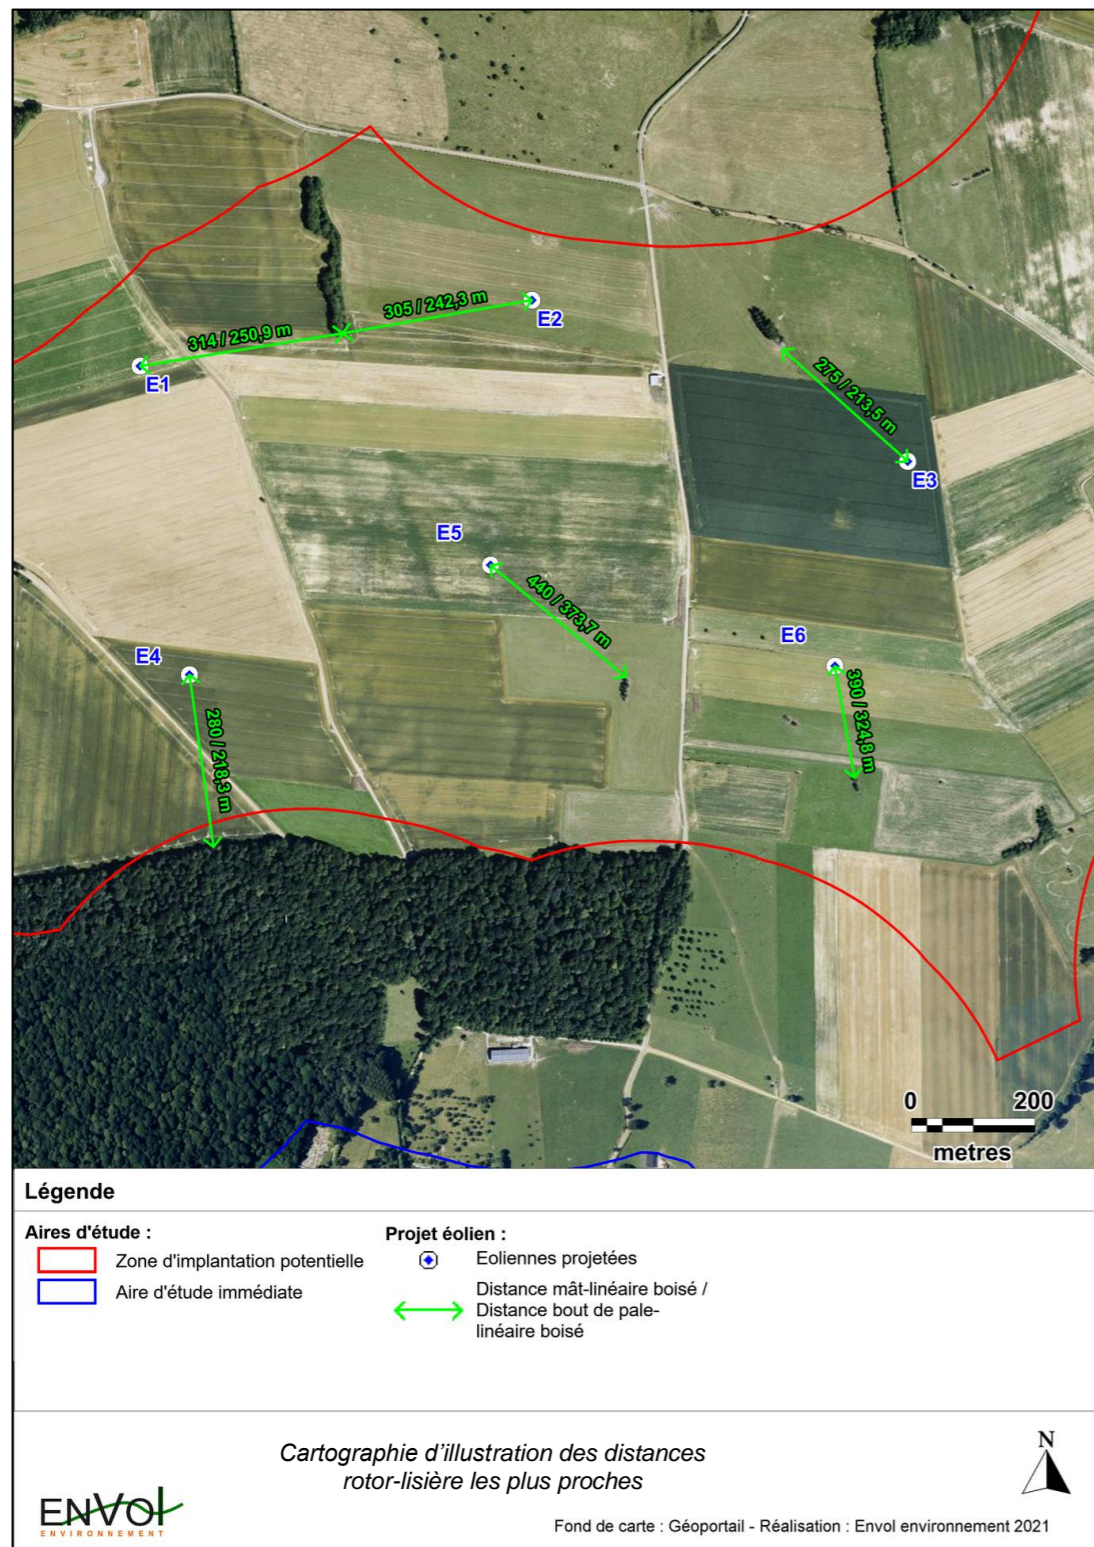 305 / 242,3 m
E2
314 / 250,9 m
E1
275 / 213,5 m
E3
E5
440 / 373,7 m
E6
E4
390 / 324,8 m
280 / 218,3 m
0 200
metres
Légende
Aires d'étude :
Zone d'implantation potentielle
Aire d'étude immédiate
Projet éolien :
Eoliennes projetées
Distance mât-linéaire boisé /
Distance bout de pale-
linéaire boisé
Cartographie d'illustration des distances
rotor-lisière les plus proches
N
ENVOl
ENVIRONNEMENT
Fond de carte : Géoportail - Réalisation : Envol environnement 2021